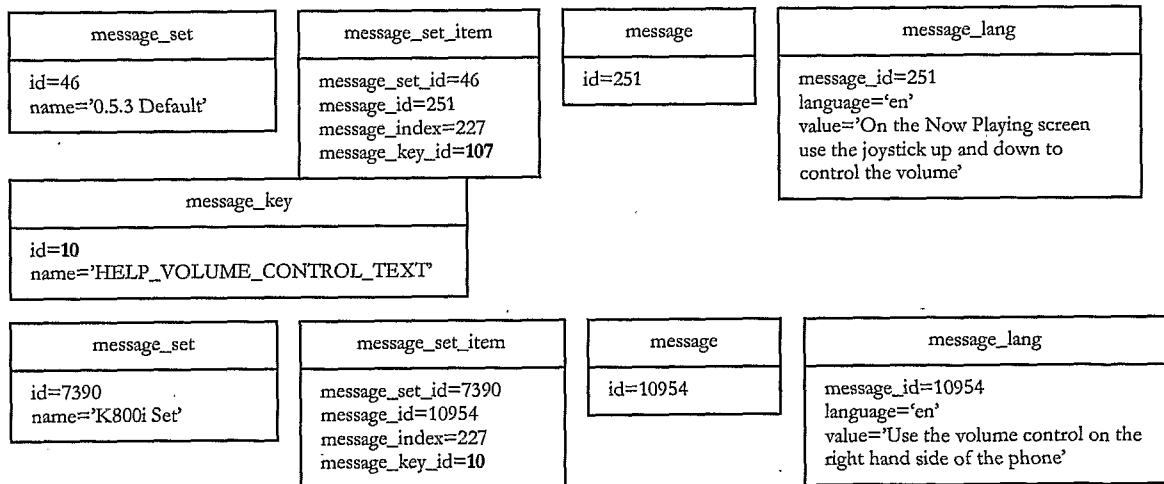 message_set
id=46
name='0.5.3 Default'
message_set_item
message_set_id=46
message_id=251
message_index=227
message_key_id=107
message
id=251
message_lang
message_id=251
language='en'
value='On the Now Playing screen
use the joystick up and down to
control the volume'
message_key
id=10
name='HELP_VOLUME_CONTROL_TEXT'
message_set
id=7390
name='K800i Set'
message_set_item
message_set_id=7390
message_id=10954
message_index=227
message_key_id=10
message
id=10954
message_lang
message_id=10954
language='en'
value='Use the volume control on the
right hand side of the phone'